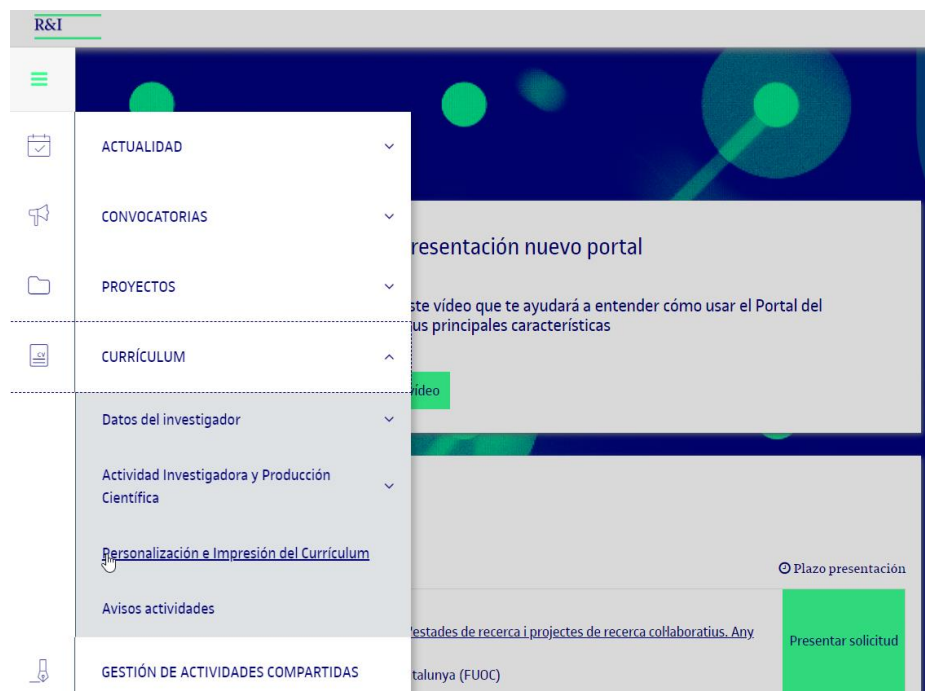 R&I
ACTUALIDAD
CONVOCATORIAS
PROYECTOS
CURRÍCULUM
CV
Datos del investigador
Actividad Investigadora y Producción
Científica
Personalización e Impresión del Currículum
Avisos actividades
GESTIÓN DE ACTIVIDADES COMPARTIDAS
resentación nuevo portal
ste vídeo que te ayudará a entender cómo usar el Portal del
us principales características
vídeo
Plazo presentación
'estades de recerca i projectes de recerca col·laboratius. Any
Presentar solicitud
talunya (FUOC)